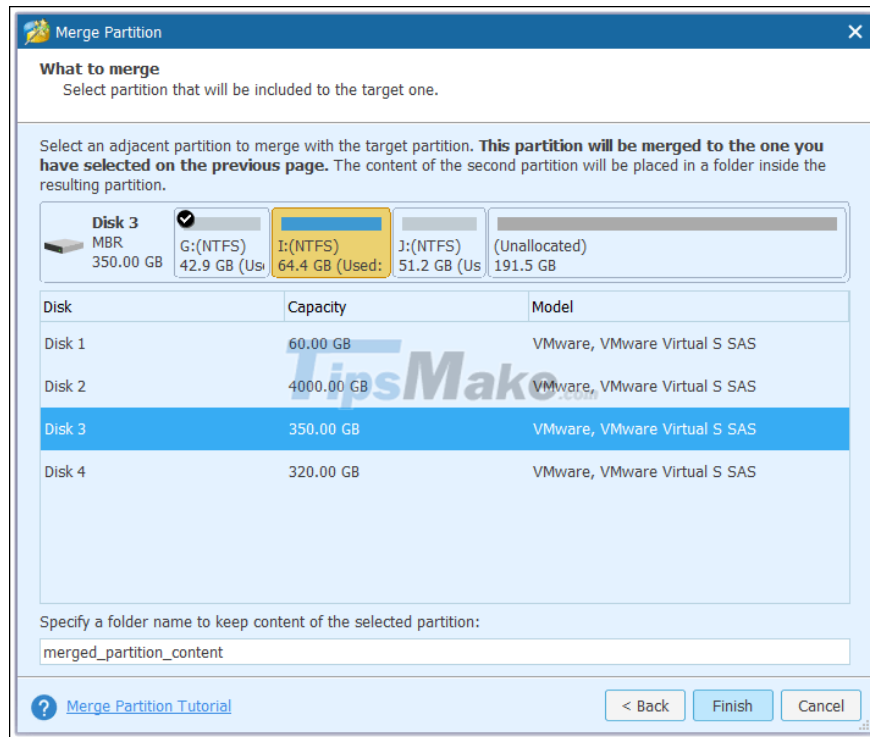 Merge Partition
What to merge
Select partition that will be included to the target one.
Select an adjacent partition to merge with the target partition. This partition will be merged to the one you
have selected on the previous page. The content of the second partition will be placed in a folder inside the
resulting partition.
Disk 3
MBR
350.00 GB
G:(NTFS)
42.9 GB (Use
I:(NTFS)
64.4 GB (Used:
J:(NTFS)
51.2 GB (Us
(Unallocated)
191.5 GB
Disk Capacity Model
Disk 1 60.00 GB VMware, VMware Virtual S SAS
TipsMake.com
Disk 2 4000.00 GB VMware, VMware Virtual S SAS
Disk 3 350.00 GB VMware, VMware Virtual S SAS
Disk 4 320.00 GB VMware, VMware Virtual S SAS
Specify a folder name to keep content of the selected partition:
merged_partition_content
? Merge Partition Tutorial < Back Finish Cancel